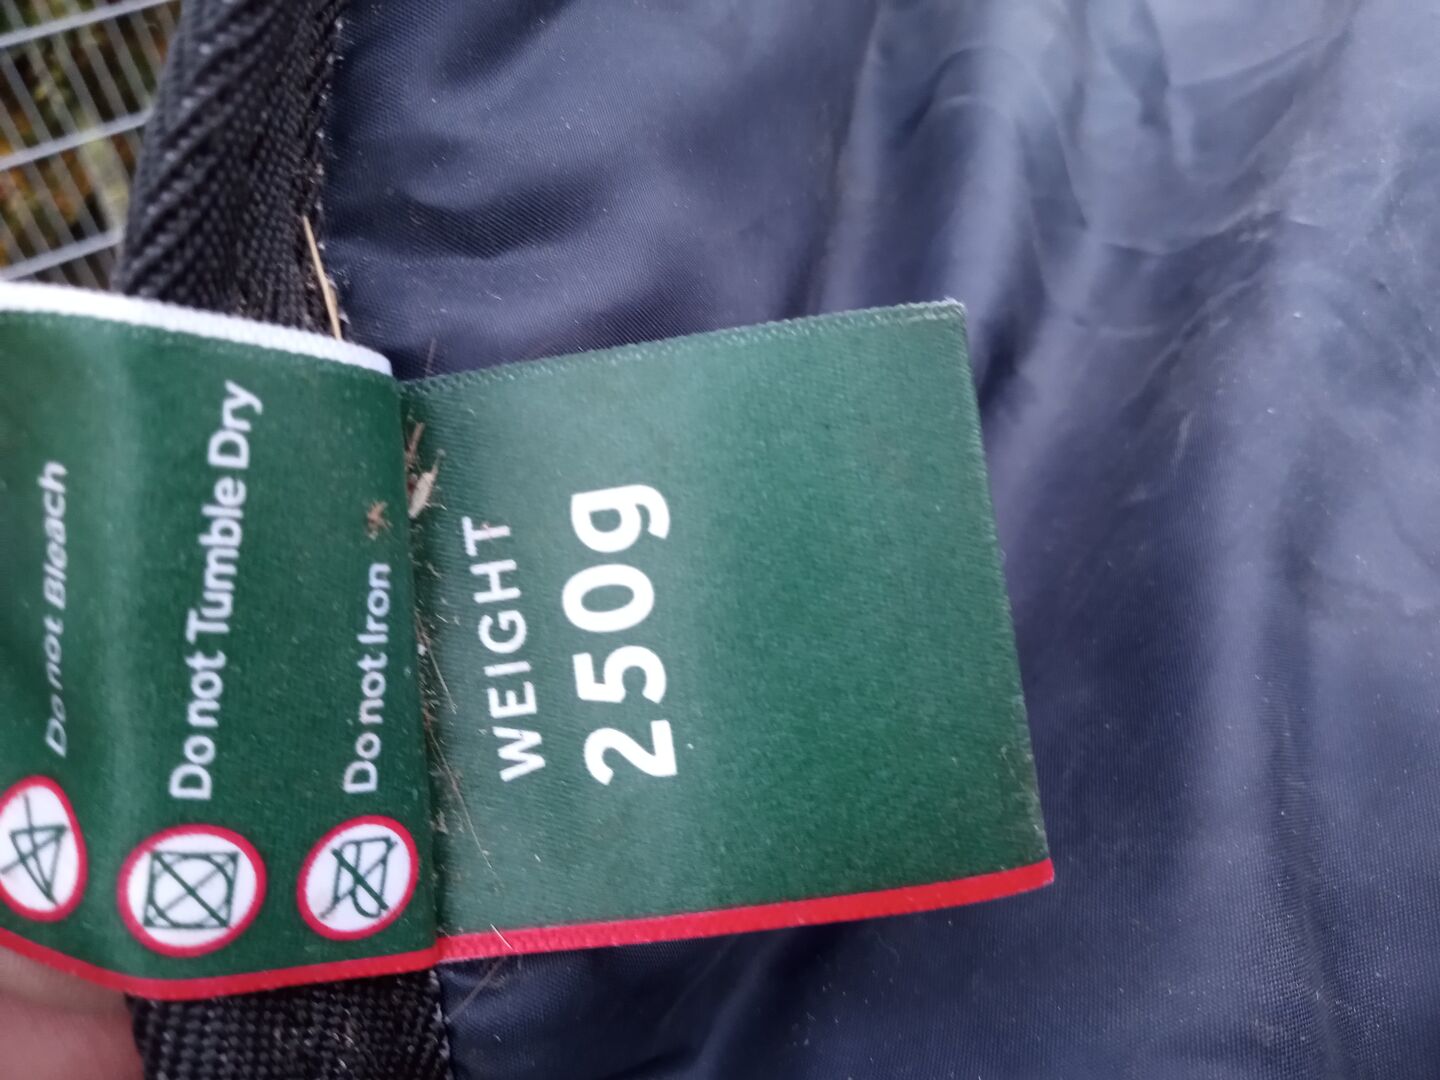 Do not Bleach
Do not Tumble Dry
Do not Iron
WEIGHT
250g